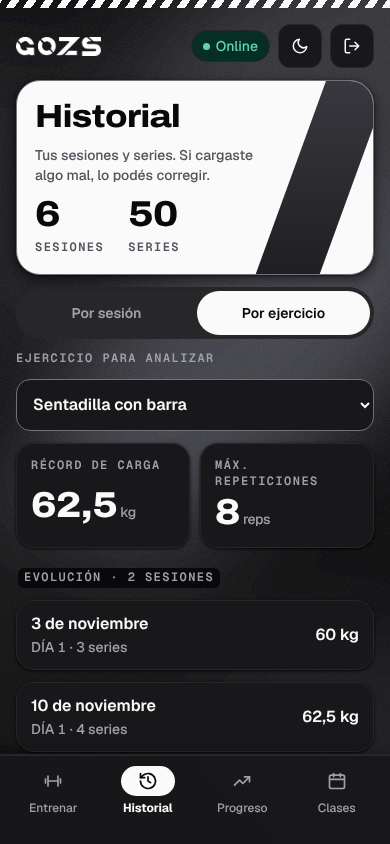 GOZS
Online
Historial
Tus sesiones y series. Si cargaste
algo mal, lo podés corregir.
6 50
SESIONES SERIES
Por sesión Por ejercicio
EJERCICIO PARA ANALIZAR
Sentadilla con barra
RÉCORD DE CARGA
62,5 kg
MÁX.
REPETICIONES
8 reps
EVOLUCIÓN · 2 SESIONES
3 de noviembre
DÍA 1 · 3 series
60 kg
10 de noviembre
DÍA 1 · 4 series
62,5 kg
Entrenar Historial Progreso Clases